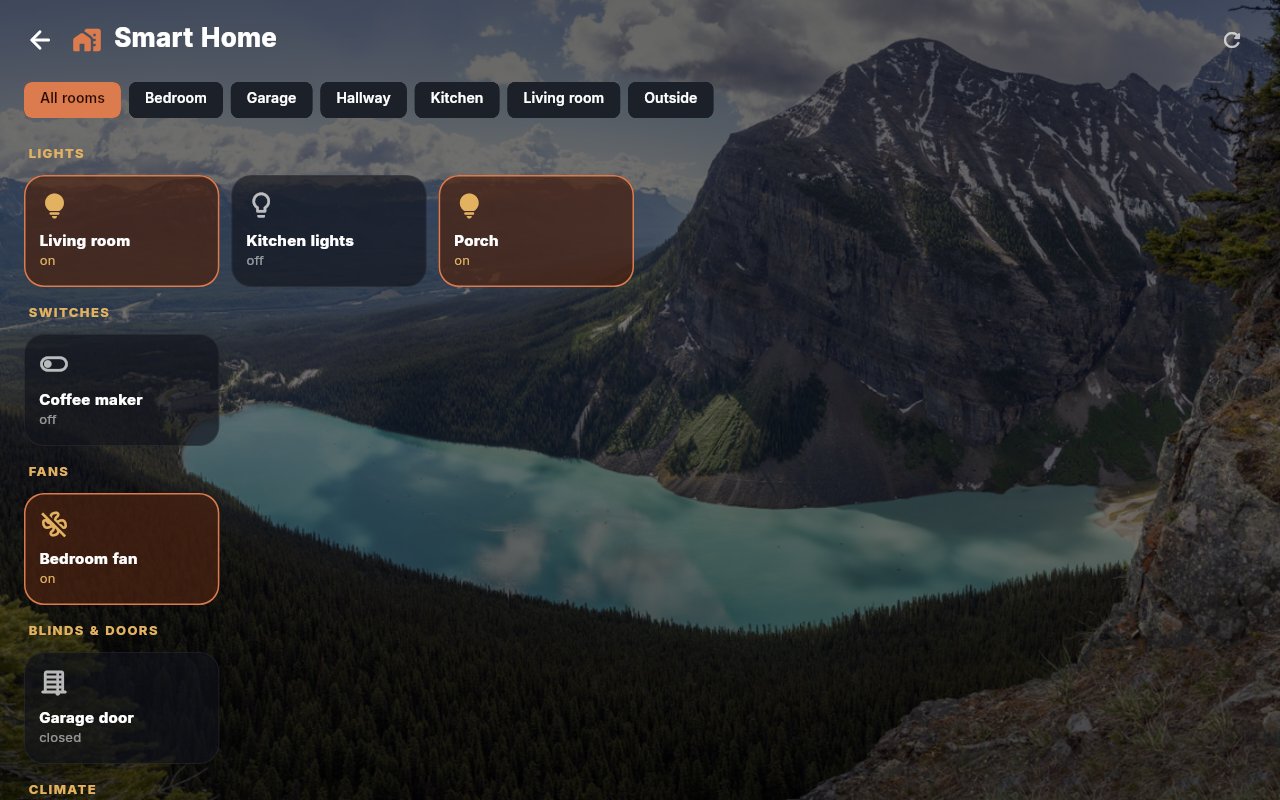 Smart Home
All rooms
Bedroom
Garage
Hallway
Kitchen
Living room
Outside
LIGHTS
Living room
on
Kitchen lights
off
Porch
on
SWITCHES
Coffee maker
off
FANS
Bedroom fan
on
BLINDS & DOORS
Garage door
closed
CLIMATE